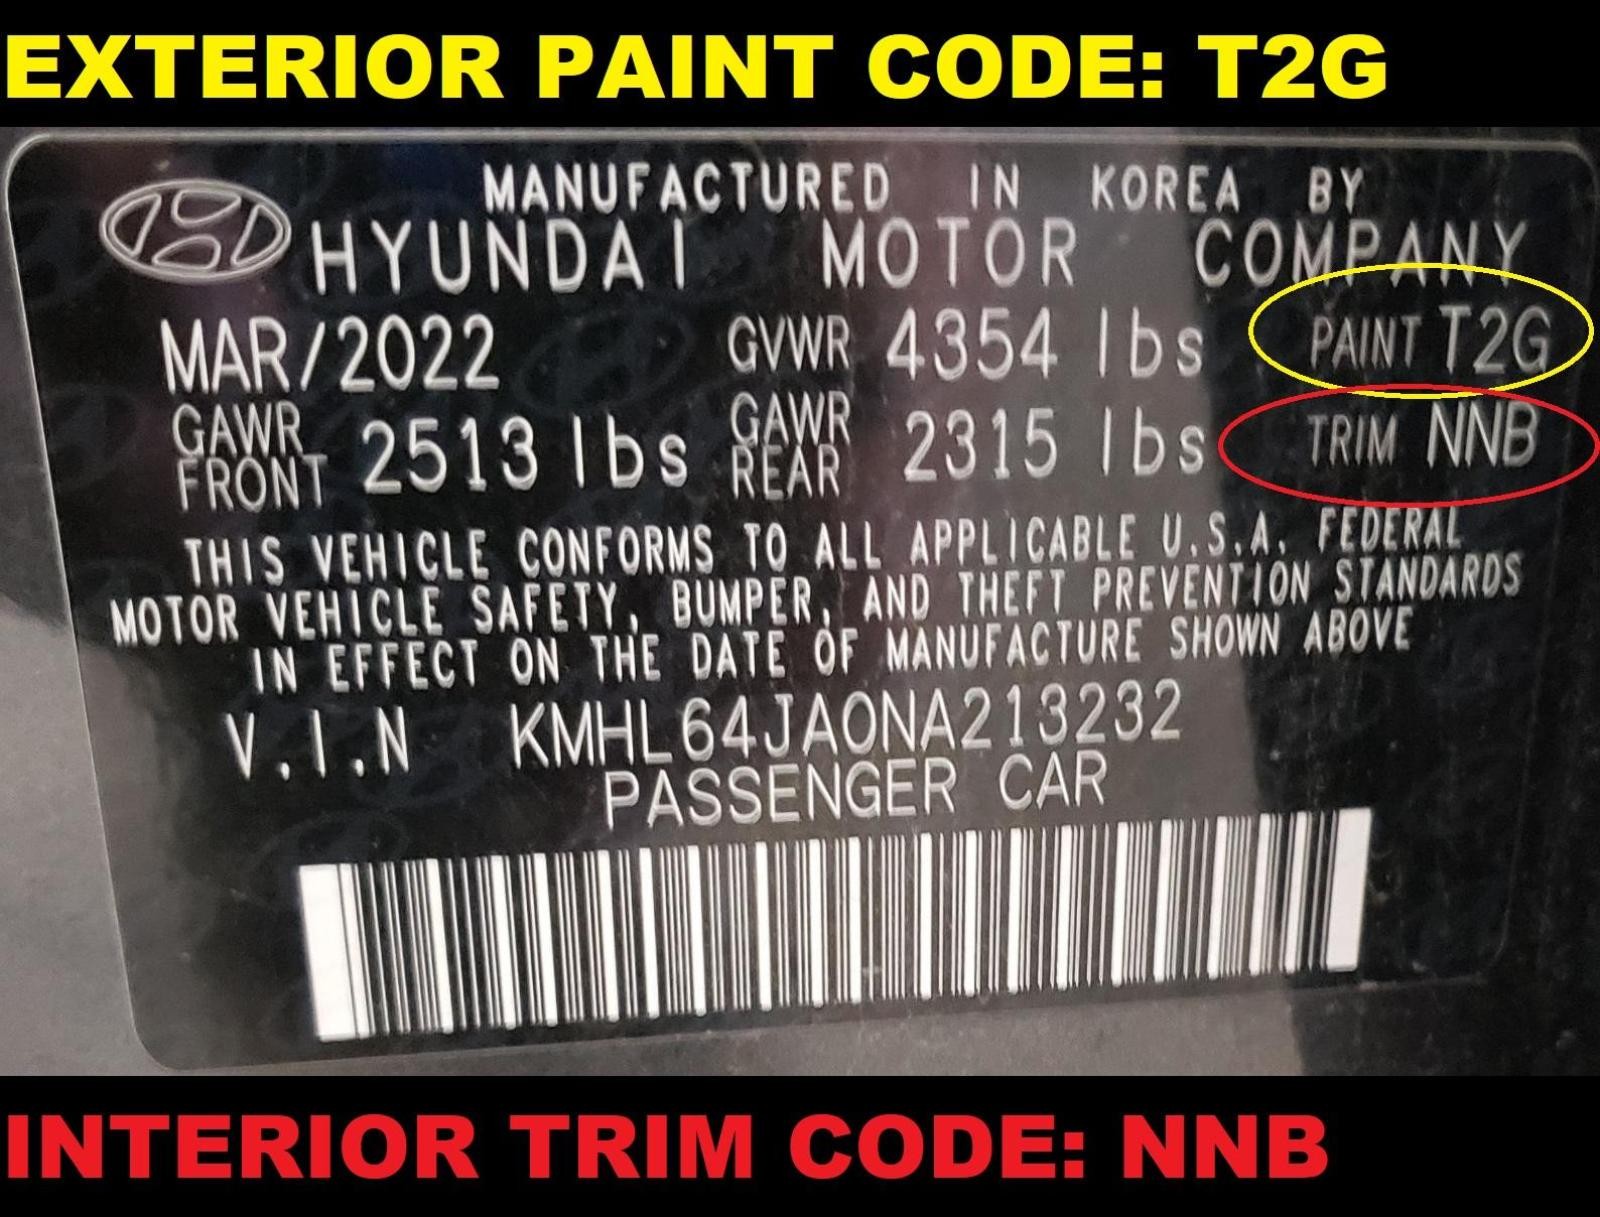 EXTERIOR PAINT CODE: T2G
MANUFACTURED IN KOREA BY
HYUNDAI MOTOR COMPANY
MAR/2022 GVWR 4354 lbs PAINT T2G
GAWR FRONT 2513 lbs GAWR REAR 2315 lbs TRIM NNB
THIS VEHICLE CONFORMS TO ALL APPLICABLE U.S.A. FEDERAL
MOTOR VEHICLE SAFETY, BUMPER, AND THEFT PREVENTION STANDARDS
IN EFFECT ON THE DATE OF MANUFACTURE SHOWN ABOVE
V.I.N KMHL64JA0NA213232
PASSENGER CAR
INTERIOR TRIM CODE: NNB